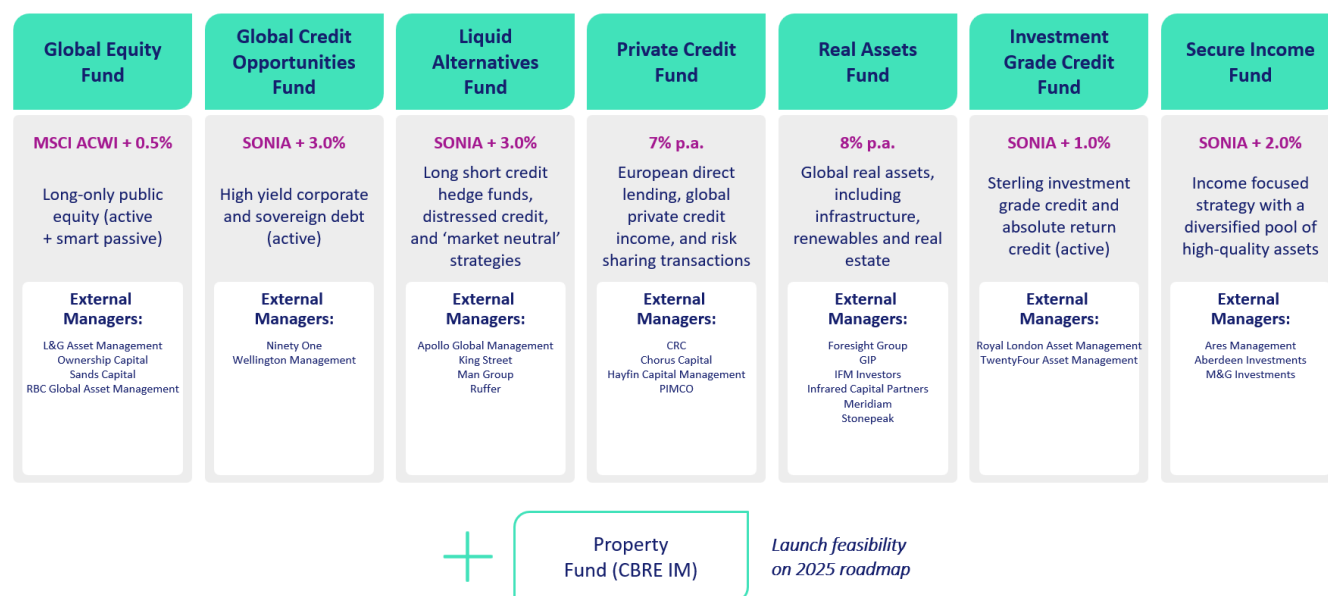 Global Equity
Fund
MSCI ACWI + 0.5%
Long-only public
equity (active
+ smart passive)
External
Managers:
L&G Asset Management
Ownership Capital
Sands Capital
RBC Global Asset Management
Global Credit
Opportunities
Fund
SONIA + 3.0%
High yield corporate
and sovereign debt
(active)
External
Managers:
Ninety One
Wellington Management
Liquid
Alternatives
Fund
SONIA + 3.0%
Long short credit
hedge funds,
distressed credit,
and ‘market neutral’
strategies
External
Managers:
Apollo Global Management
King Street
Man Group
Ruffer
Private Credit
Fund
7% p.a.
European direct
lending, global
private credit
income, and risk
sharing transactions
External
Managers:
CRC
Chorus Capital
Hayfin Capital Management
PIMCO
Real Assets
Fund
8% p.a.
Global real assets,
including
infrastructure,
renewables and real
estate
External
Managers:
Foresight Group
GIP
IFM Investors
Infrared Capital Partners
Meridiam
Stonepeak
Investment
Grade Credit
Fund
SONIA + 1.0%
Sterling investment
grade credit and
absolute return
credit (active)
External
Managers:
Royal London Asset Management
TwentyFour Asset Management
Secure Income
Fund
SONIA + 2.0%
Income focused
strategy with a
diversified pool of
high-quality assets
External
Managers:
Ares Management
Aberdeen Investments
M&G Investments
Property
Fund (CBRE IM)
Launch feasibility
on 2025 roadmap